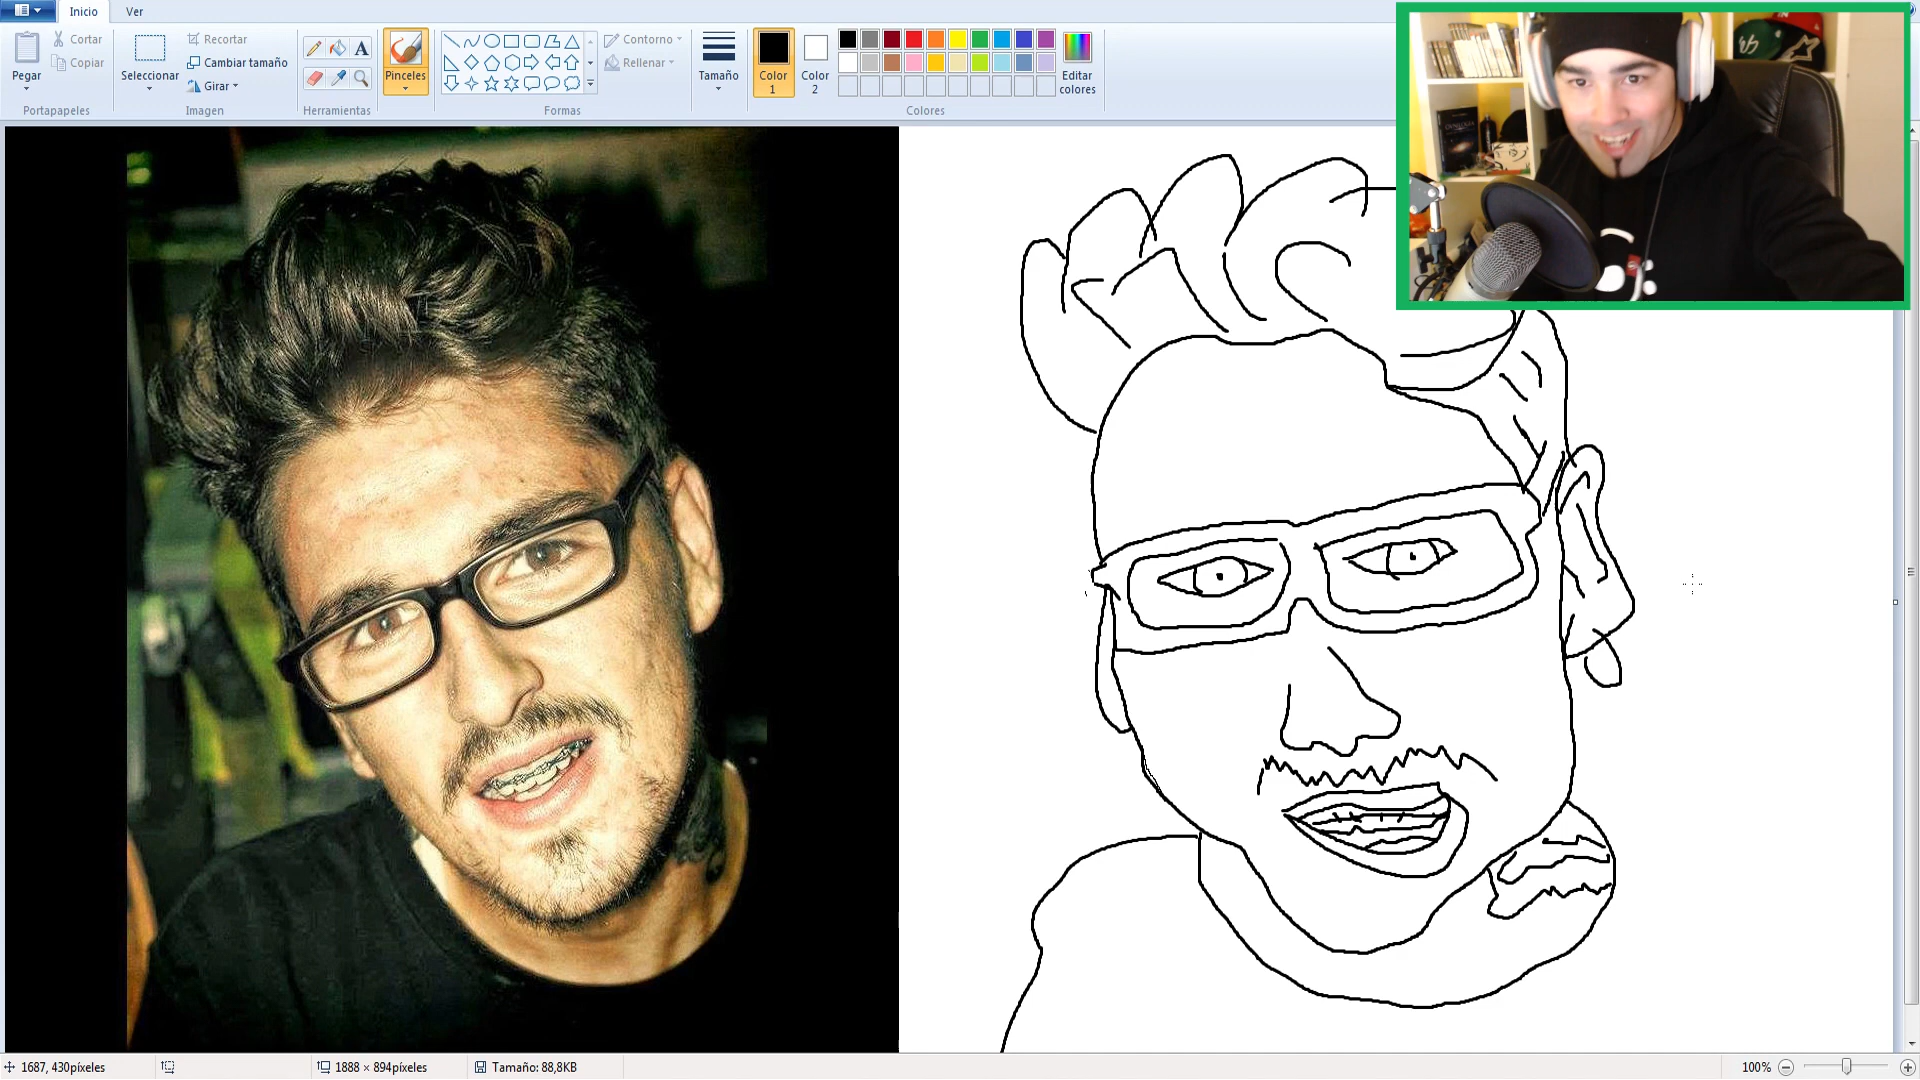 Inicio Ver
Pegar
Cortar
Copiar
Portapapeles
Seleccionar
Recortar
Cambiar tamaño
Girar
Imagen
A
Herramientas
Pinceles
Contorno
Rellenar
Formas
Tamaño
Color 1
Color 2
Editar colores
Colores
1687, 430píxeles
1888 × 894píxeles
Tamaño: 88,8KB
100%